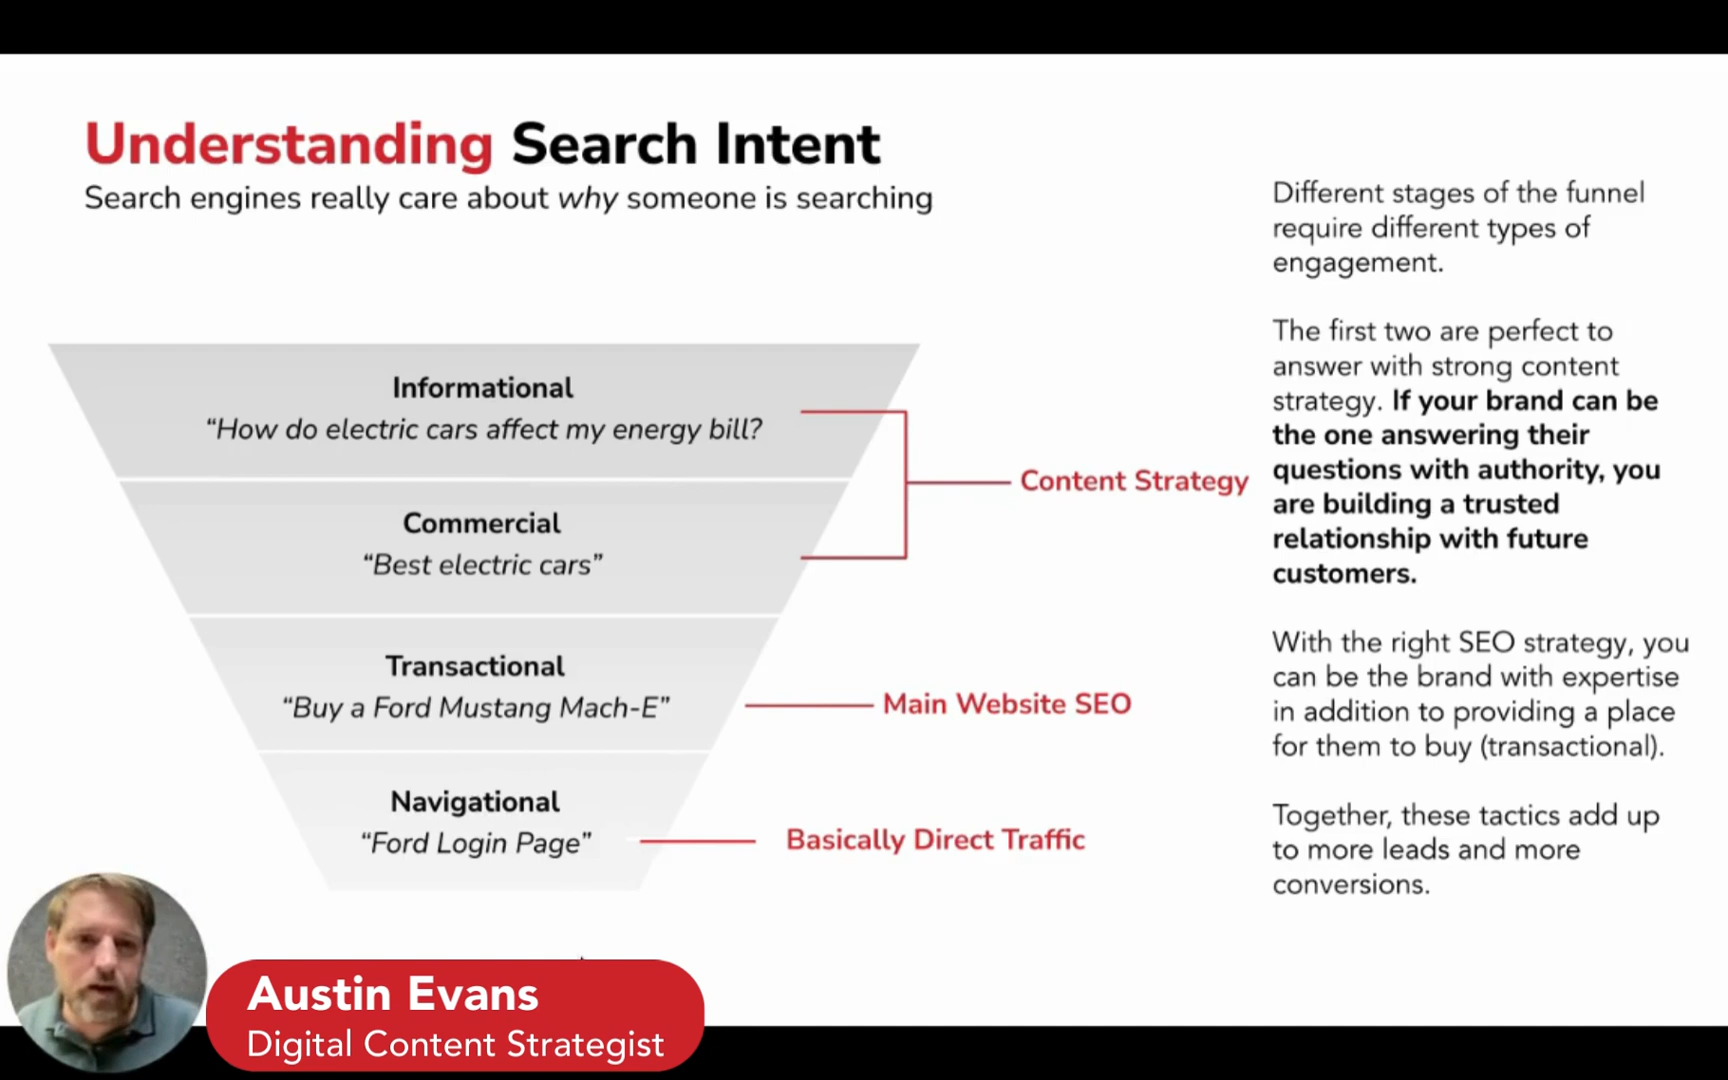 Understanding Search Intent
Search engines really care about why someone is searching
Informational
“How do electric cars affect my energy bill?
Commercial
“Best electric cars”
Transactional
“Buy a Ford Mustang Mach-E”
Navigational
“Ford Login Page”
Content Strategy
Main Website SEO
Basically Direct Traffic
Different stages of the funnel
require different types of
engagement.
The first two are perfect to
answer with strong content
strategy. If your brand can be
the one answering their
questions with authority, you
are building a trusted
relationship with future
customers.
With the right SEO strategy, you
can be the brand with expertise
in addition to providing a place
for them to buy (transactional).
Together, these tactics add up
to more leads and more
conversions.
Austin Evans
Digital Content Strategist